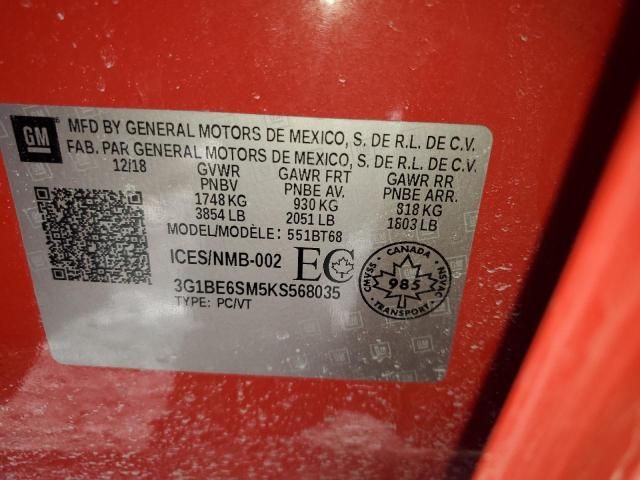 GM
MFD BY GENERAL MOTORS DE MEXICO, S. DE R.L. DE C.V.
FAB. PAR GENERAL MOTORS DE MEXICO, S. DE R.L. DE C.V.
12/18 GVWR GAWR FRT GAWR RR
PNBV PNBE AV. PNBE ARR.
1748 KG 930 KG 818 KG
3854 LB 2051 LB 1803 LB
MODEL/MODÈLE: 551BT68
ICES/NMB-002 EC
3G1BE6SM5KS568035
TYPE: PC/VT
CANADA
CMVSS 985 NSVAC
TRANSPORT